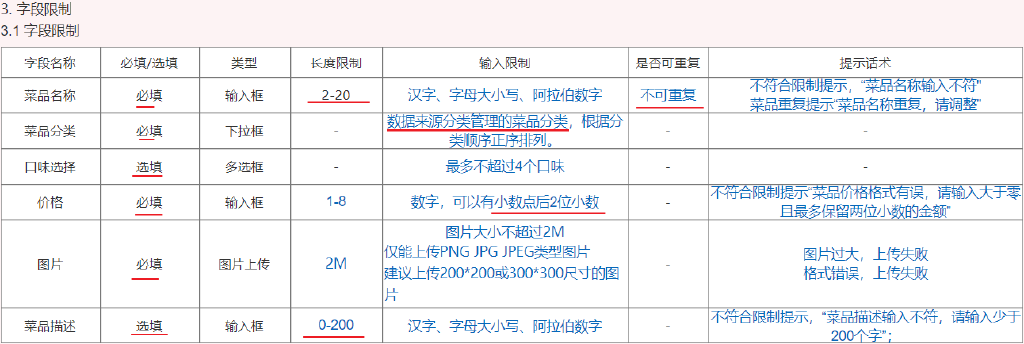 3. 字段限制
3.1 字段限制
字段名称 必填/选填 类型 长度限制 输入限制 是否可重复 提示话术
菜品名称 必填 输入框 2-20 汉字、字母大小写、阿拉伯数字 不可重复 不符合限制提示，“菜品名称输入不符”
菜品重复提示“菜品名称重复，请调整”
菜品分类 必填 下拉框 - 数据来源分类管理的菜品分类，根据分
类顺序正序排列。 - -
口味选择 选填 多选框 - 最多不超过4个口味 - -
价格 必填 输入框 1-8 数字，可以有小数点后2位小数 - 不符合限制提示“菜品价格格式有误，请输入大于零
且最多保留两位小数的金额”
图片 必填 图片上传 2M 图片大小不超过2M
仅能上传PNG JPG JPEG类型图片
建议上传200*200或300*300尺寸的图
片 - 图片过大，上传失败
格式错误，上传失败
菜品描述 选填 输入框 0-200 汉字、字母大小写、阿拉伯数字 - 不符合限制提示，“菜品描述输入不符，请输入少于
200个字”；